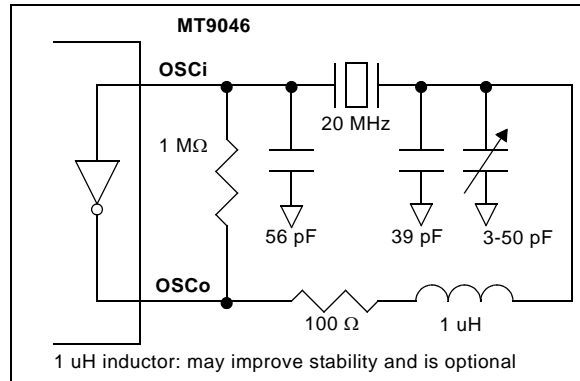 MT9046
OSCi
20 MHz
1 MΩ
56 pF
39 pF
3-50 pF
OSCo
100 Ω
1 uH
1 uH inductor: may improve stability and is optional